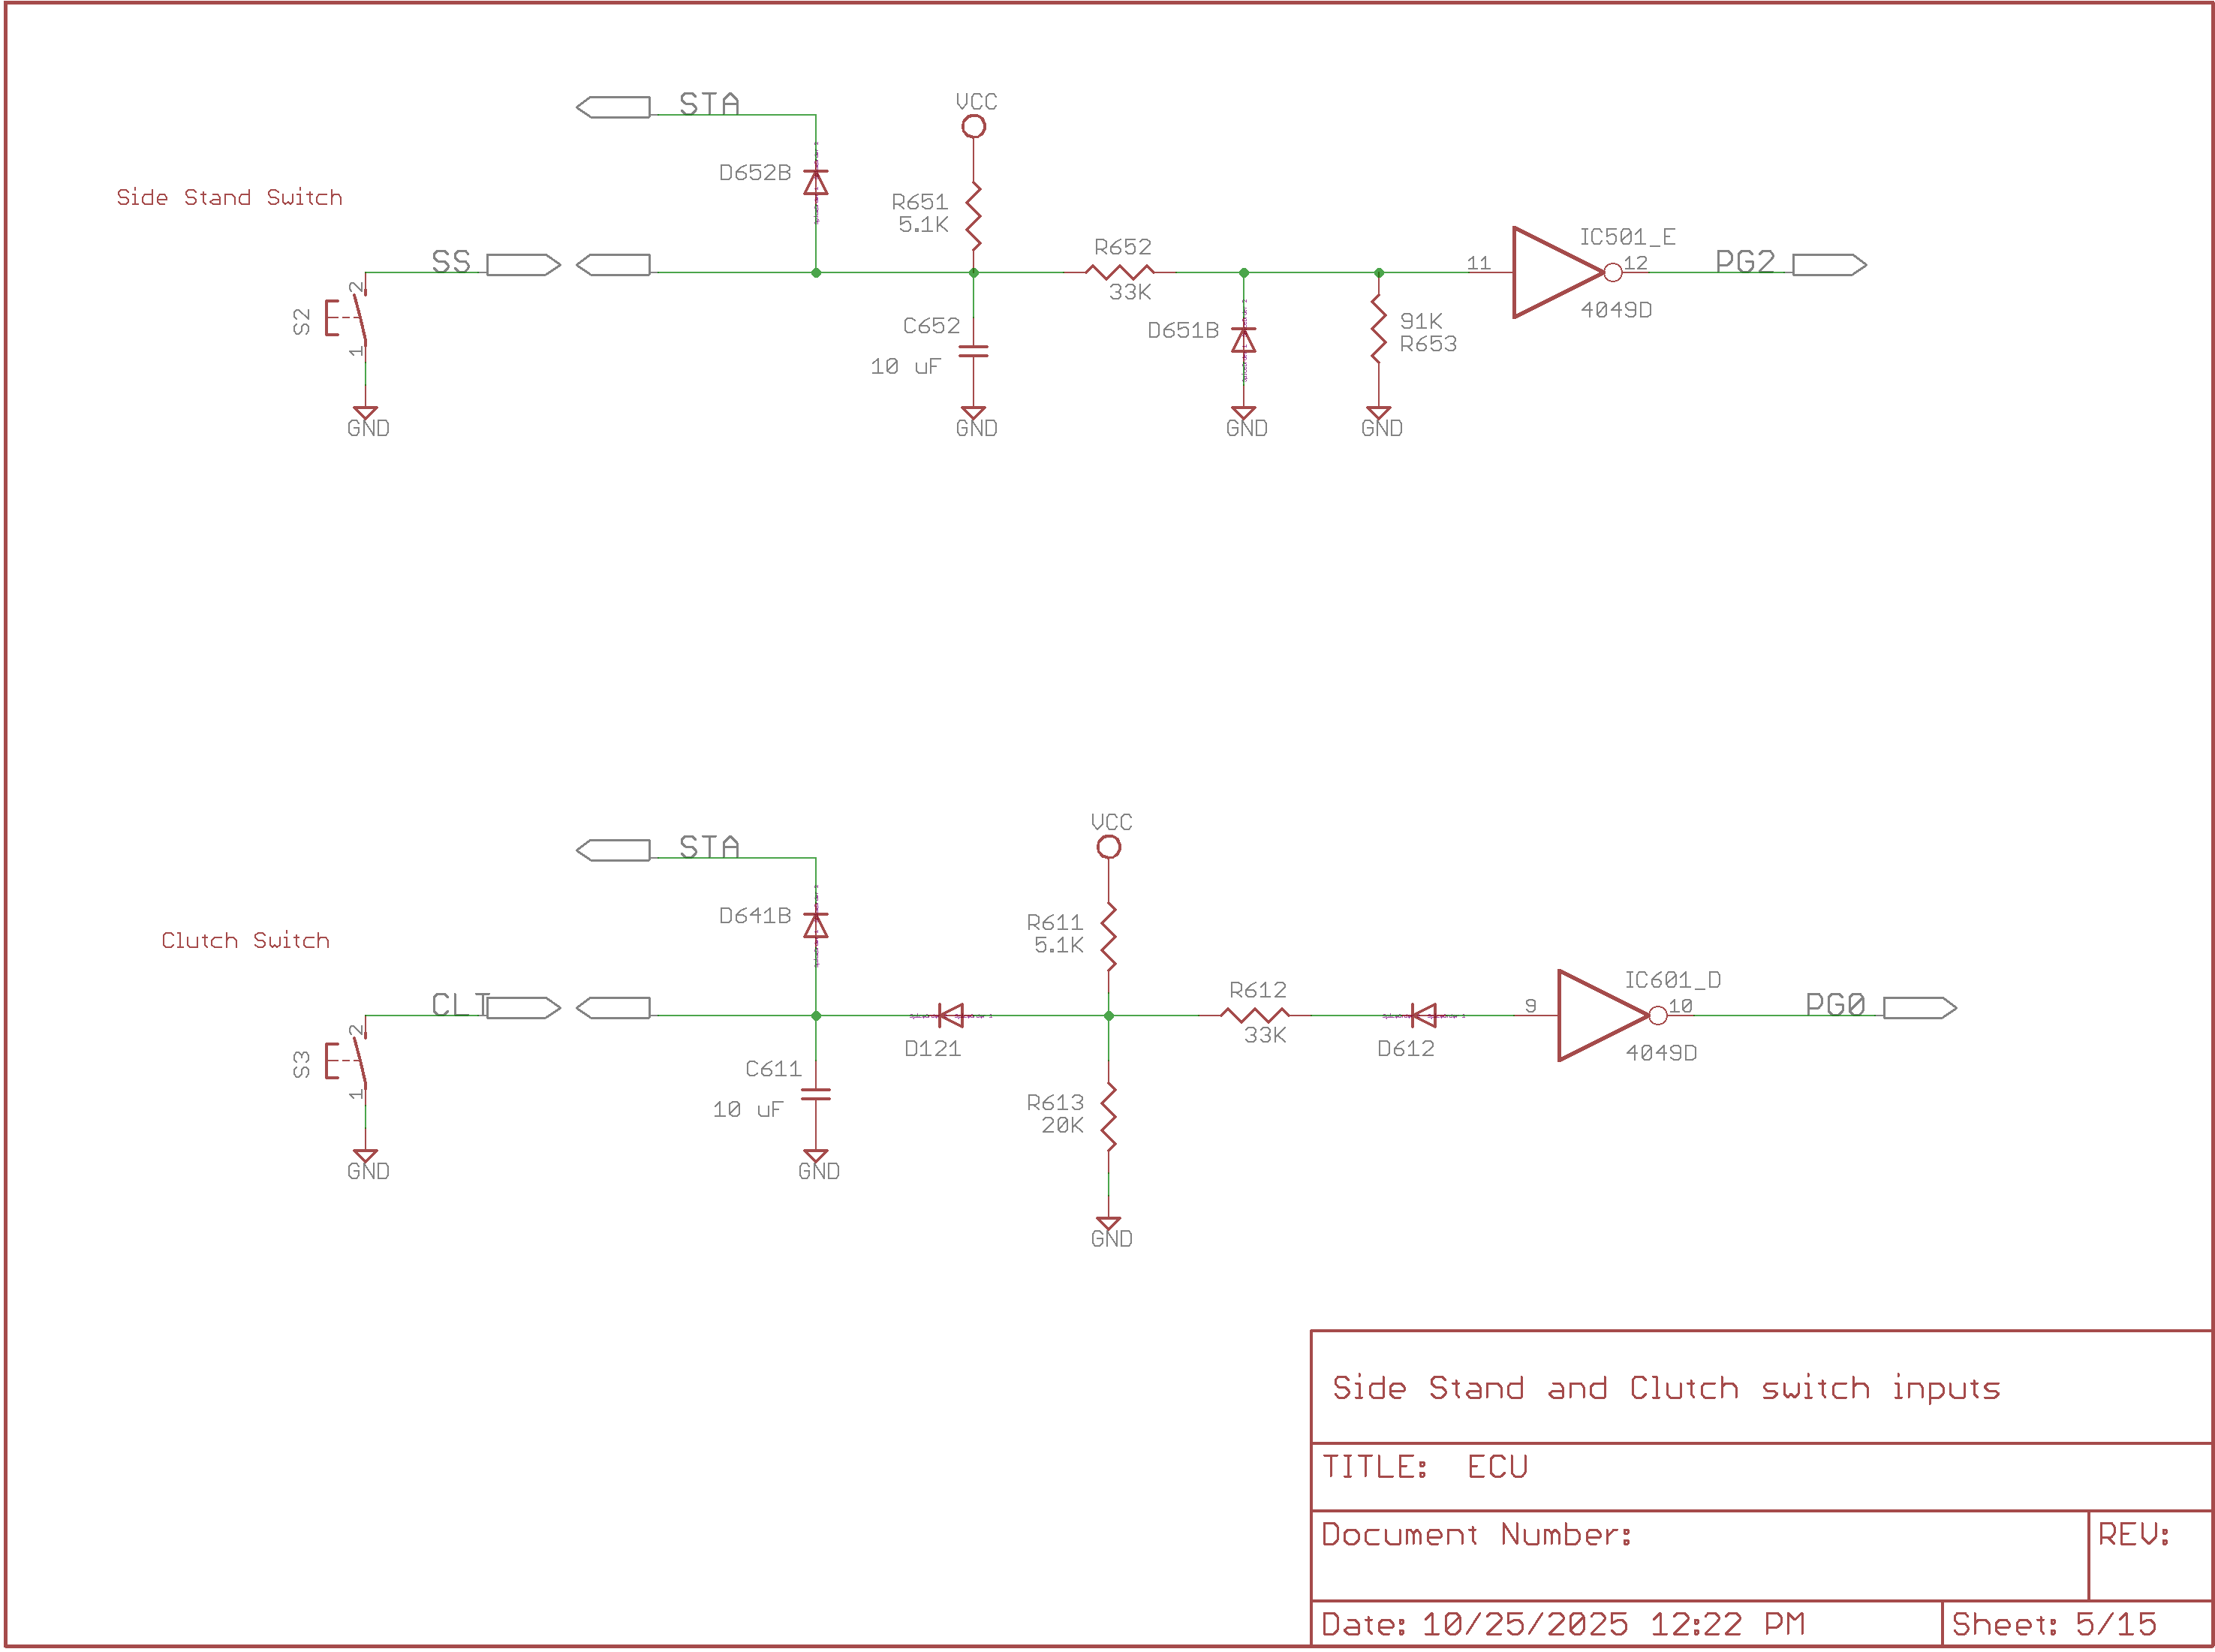 STA
VCC
D652B
Side Stand Switch
R651
5.1K
R652
33K
IC501_E
SS
11
12
PG2
4049D
S2
2
1
C652
10 uF
D651B
91K
R653
GND
GND
GND
GND
STA
VCC
D641B
Clutch Switch
R611
5.1K
R612
33K
IC601_D
CLT
9
10
PG0
4049D
D121
D612
S3
2
1
C611
10 uF
R613
20K
GND
GND
GND
Side Stand and Clutch switch inputs
TITLE: ECU
Document Number:
REV:
Date: 10/25/2025 12:22 PM
Sheet: 5/15